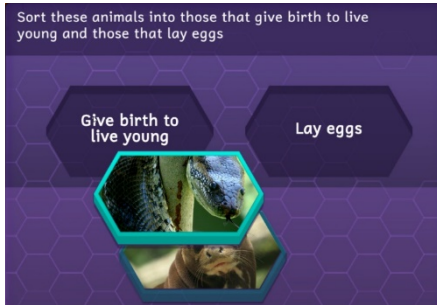 Sort these animals into those that give birth to live
young and those that lay eggs
Give birth to
live young
Lay eggs